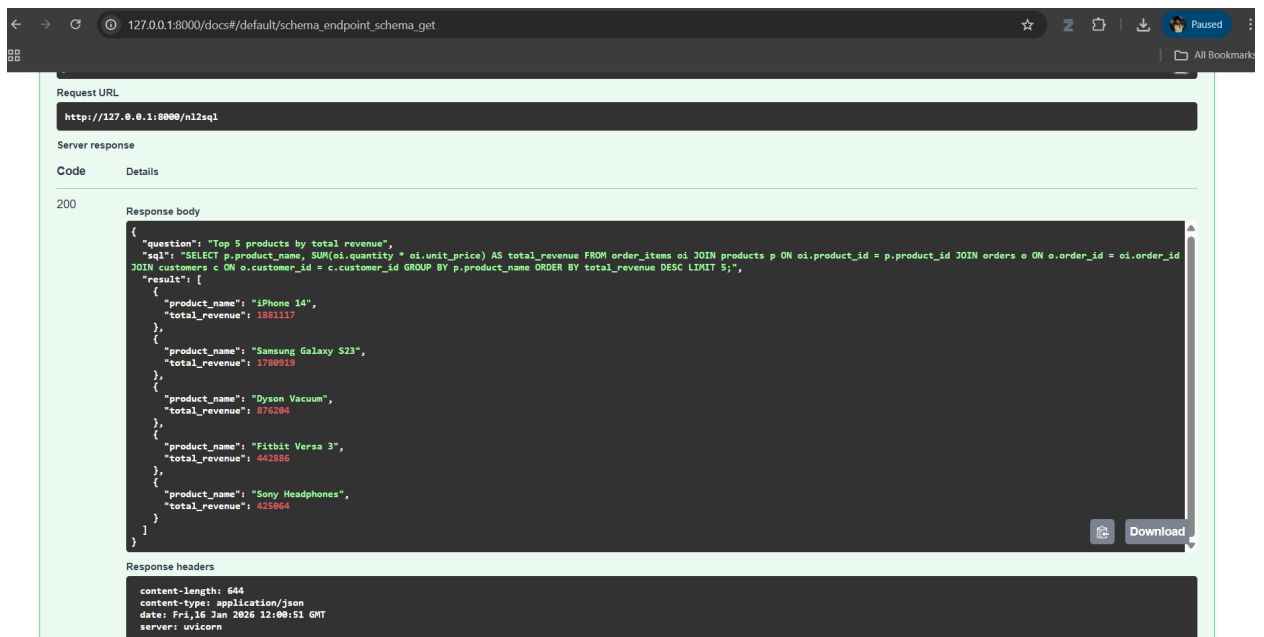 127.0.0.1:8000/docs#/default/schema_endpoint_schema_get
Paused
All Bookmarks
Request URL
http://127.0.0.1:8000/nl2sql
Server response
Code Details
200
Response body
{
"question": "Top 5 products by total revenue",
"sql": "SELECT p.product_name, SUM(oi.quantity * oi.unit_price) AS total_revenue FROM order_items oi JOIN products p ON oi.product_id = p.product_id JOIN orders o ON o.order_id = oi.order_id
JOIN customers c ON o.customer_id = c.customer_id GROUP BY p.product_name ORDER BY total_revenue DESC LIMIT 5;",
"result": [
{
"product_name": "iPhone 14",
"total_revenue": 1881117
},
{
"product_name": "Samsung Galaxy S23",
"total_revenue": 1780919
},
{
"product_name": "Dyson Vacuum",
"total_revenue": 876204
},
{
"product_name": "Fitbit Versa 3",
"total_revenue": 442886
},
{
"product_name": "Sony Headphones",
"total_revenue": 425064
}
]
}
Download
Response headers
content-length: 644
content-type: application/json
date: Fri,16 Jan 2026 12:00:51 GMT
server: uvicorn